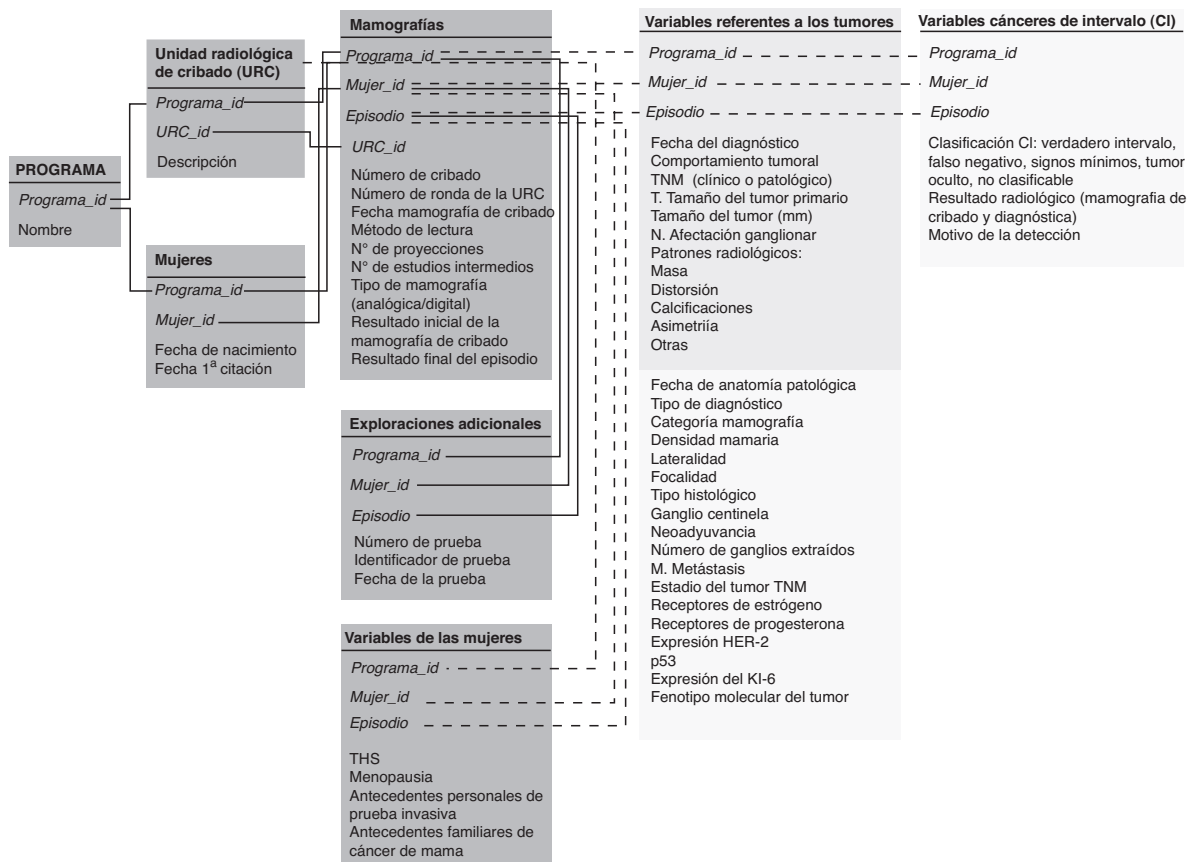 PROGRAMA
Programa_id
Nombre
Unidad radiológica
de cribado (URC)
Programa_id
URC_id
Descripción
Mujeres
Programa_id
Mujer_id
Fecha de nacimiento
Fecha 1ª citación
Mamografías
Programa_id
Mujer_id
Episodio
URC_id
Número de cribado
Número de ronda de la URC
Fecha mamografía de cribado
Método de lectura
N° de proyecciones
N° de estudios intermedios
Tipo de mamografía
(analógica/digital)
Resultado inicial de la
mamografía de cribado
Resultado final del episodio
Exploraciones adicionales
Programa_id
Mujer_id
Episodio
Número de prueba
Identificador de prueba
Fecha de la prueba
Variables de las mujeres
Programa_id
Mujer_id
Episodio
THS
Menopausia
Antecedentes personales de
prueba invasiva
Antecedentes familiares de
cáncer de mama
Variables referentes a los tumores
Programa_id
Mujer_id
Episodio
Fecha del diagnóstico
Comportamiento tumoral
TNM (clínico o patológico)
T. Tamaño del tumor primario
Tamaño del tumor (mm)
N. Afectación ganglionar
Patrones radiológicos:
Masa
Distorsión
Calcificaciones
Asimetriía
Otras
Fecha de anatomía patológica
Tipo de diagnóstico
Categoría mamografía
Densidad mamaria
Lateralidad
Focalidad
Tipo histológico
Ganglio centinela
Neoadyuvancia
Número de ganglios extraídos
M. Metástasis
Estadio del tumor TNM
Receptores de estrógeno
Receptores de progesterona
Expresión HER-2
p53
Expresión del KI-6
Fenotipo molecular del tumor
Variables cánceres de intervalo (CI)
Programa_id
Mujer_id
Episodio
Clasificación CI: verdadero intervalo,
falso negativo, signos mínimos, tumor
oculto, no clasificable
Resultado radiológico (mamografia de
cribado y diagnóstica)
Motivo de la detección